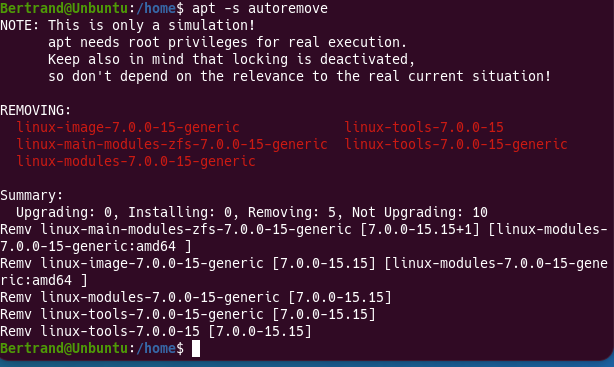 Bertrand@Unbuntu:/home$ apt -s autoremove
NOTE: This is only a simulation!
      apt needs root privileges for real execution.
      Keep also in mind that locking is deactivated,
      so don't depend on the relevance to the real current situation!

REMOVING:
  linux-image-7.0.0-15-generic             linux-tools-7.0.0-15
  linux-main-modules-zfs-7.0.0-15-generic  linux-tools-7.0.0-15-generic
  linux-modules-7.0.0-15-generic

Summary:
  Upgrading: 0, Installing: 0, Removing: 5, Not Upgrading: 10
Remv linux-main-modules-zfs-7.0.0-15-generic [7.0.0-15.15+1] [linux-modules-
7.0.0-15-generic:amd64 ]
Remv linux-image-7.0.0-15-generic [7.0.0-15.15] [linux-modules-7.0.0-15-gene
ric:amd64 ]
Remv linux-modules-7.0.0-15-generic [7.0.0-15.15]
Remv linux-tools-7.0.0-15-generic [7.0.0-15.15]
Remv linux-tools-7.0.0-15 [7.0.0-15.15]
Bertrand@Unbuntu:/home$